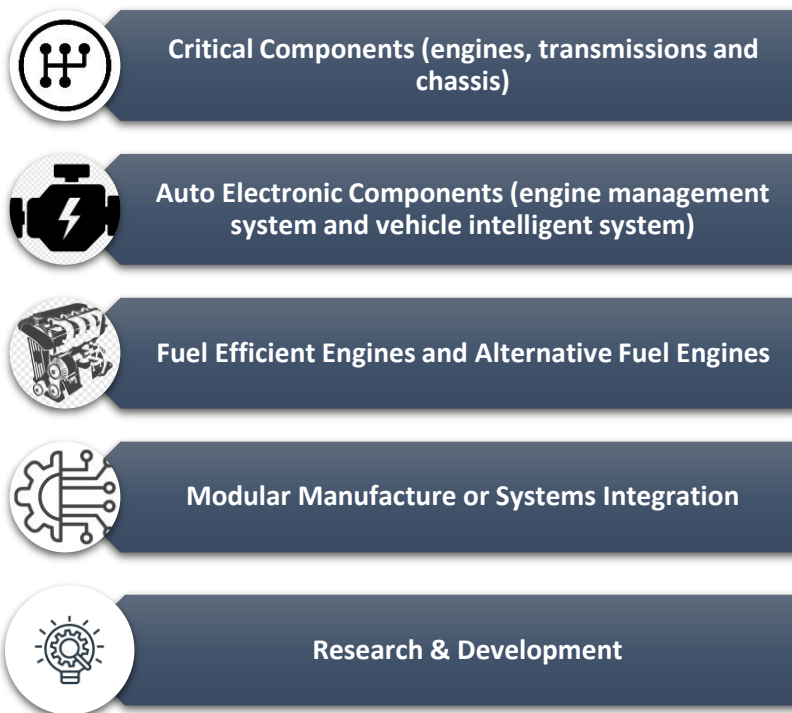 Critical Components (engines, transmissions and
chassis)
Auto Electronic Components (engine management
system and vehicle intelligent system)
Fuel Efficient Engines and Alternative Fuel Engines
Modular Manufacture or Systems Integration
Research & Development